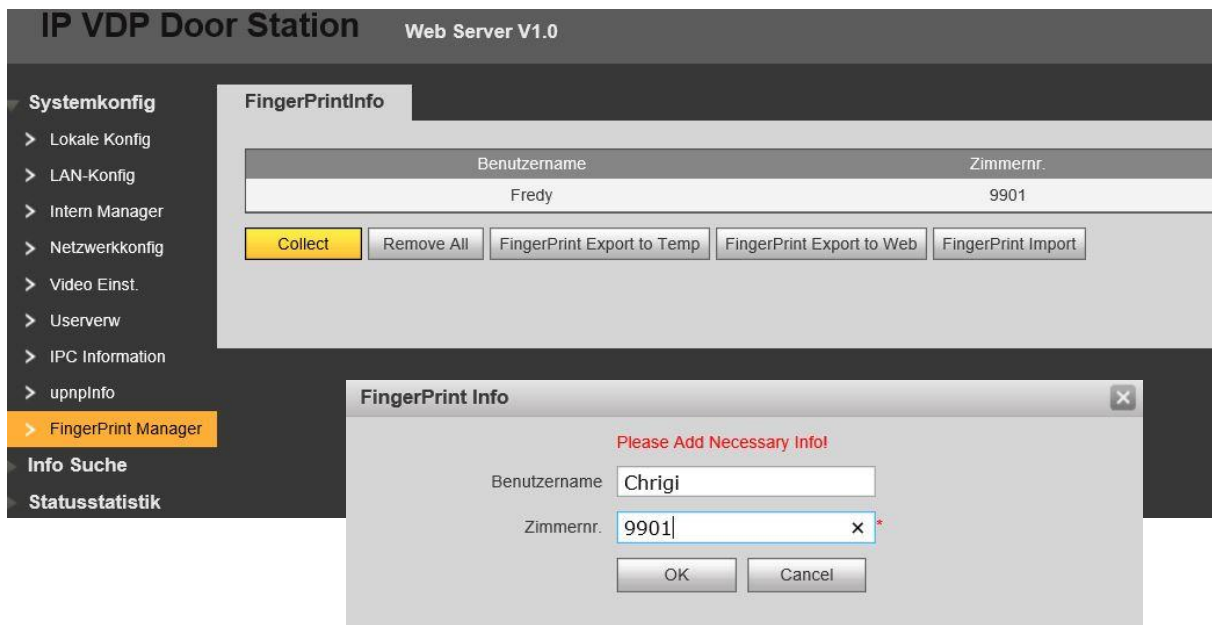 IP VDP Door Station Web Server V1.0
Systemkonfig
Lokale Konfig
LAN-Konfig
Intern Manager
Netzwerkkonfig
Video Einst.
Userverw
IPC Information
upnpInfo
FingerPrint Manager
Info Suche
Statusstatistik
FingerPrintInfo
Benutzername Zimmernr.
Fredy 9901
Collect Remove All FingerPrint Export to Temp FingerPrint Export to Web FingerPrint Import
FingerPrint Info
Please Add Necessary Info!
Benutzername Chrigi
Zimmernr. 9901 *
OK Cancel